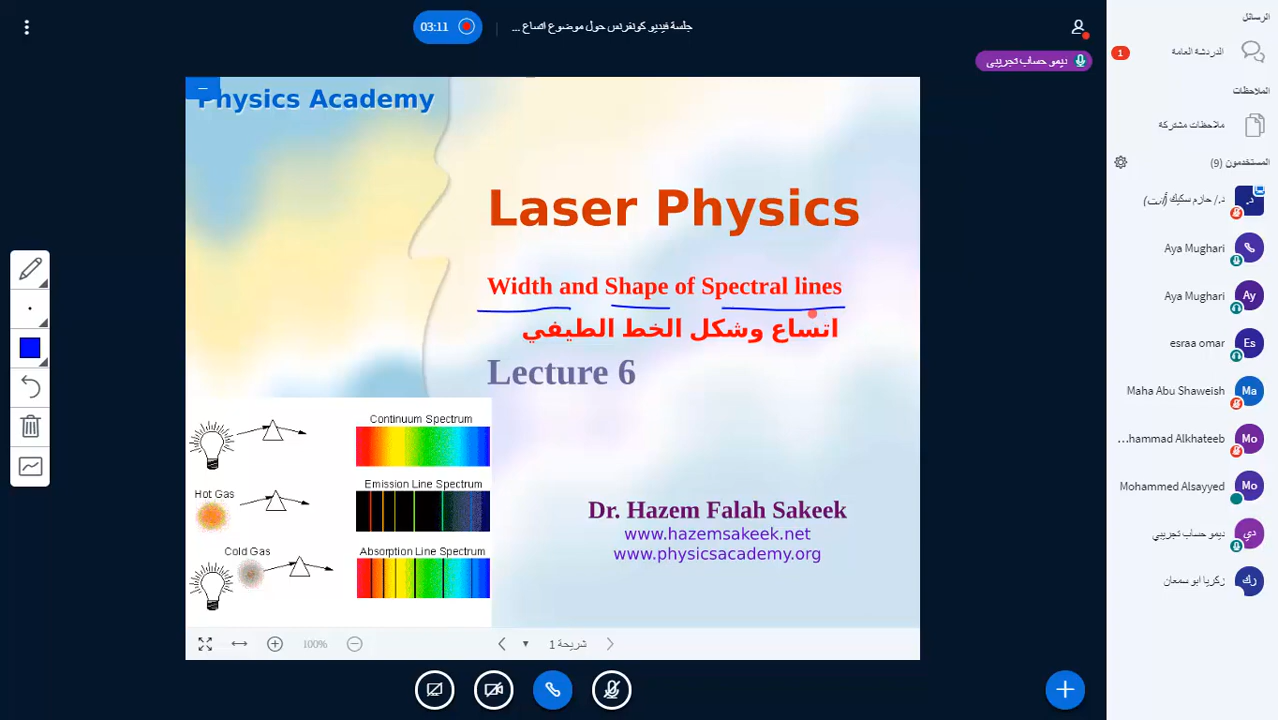 03:11
جلسة فيديو كونفرنس حول موضوع اتساع ...
ديمو حساب تجريبي
Physics Academy
Laser Physics
Width and Shape of Spectral lines
اتساع وشكل الخط الطيفي
Lecture 6
Continuum Spectrum
Hot Gas
Emission Line Spectrum
Cold Gas
Absorption Line Spectrum
Dr. Hazem Falah Sakeek
www.hazemsakeek.net
www.physicsacademy.org
100%
شريحة 1
الرسائل
الدردشة العامة
1
الملاحظات
ملاحظات مشتركة
المستخدمون (9)
د.
د./ حازم سكيك (أنت)
Aya Mughari
Ay
Aya Mughari
Es
esraa omar
Ma
Maha Abu Shaweish
Mo
...hammad Alkhateeb
Mo
Mohammed Alsayyed
دي
ديمو حساب تجريبي
رك
زكريا ابو سمعان